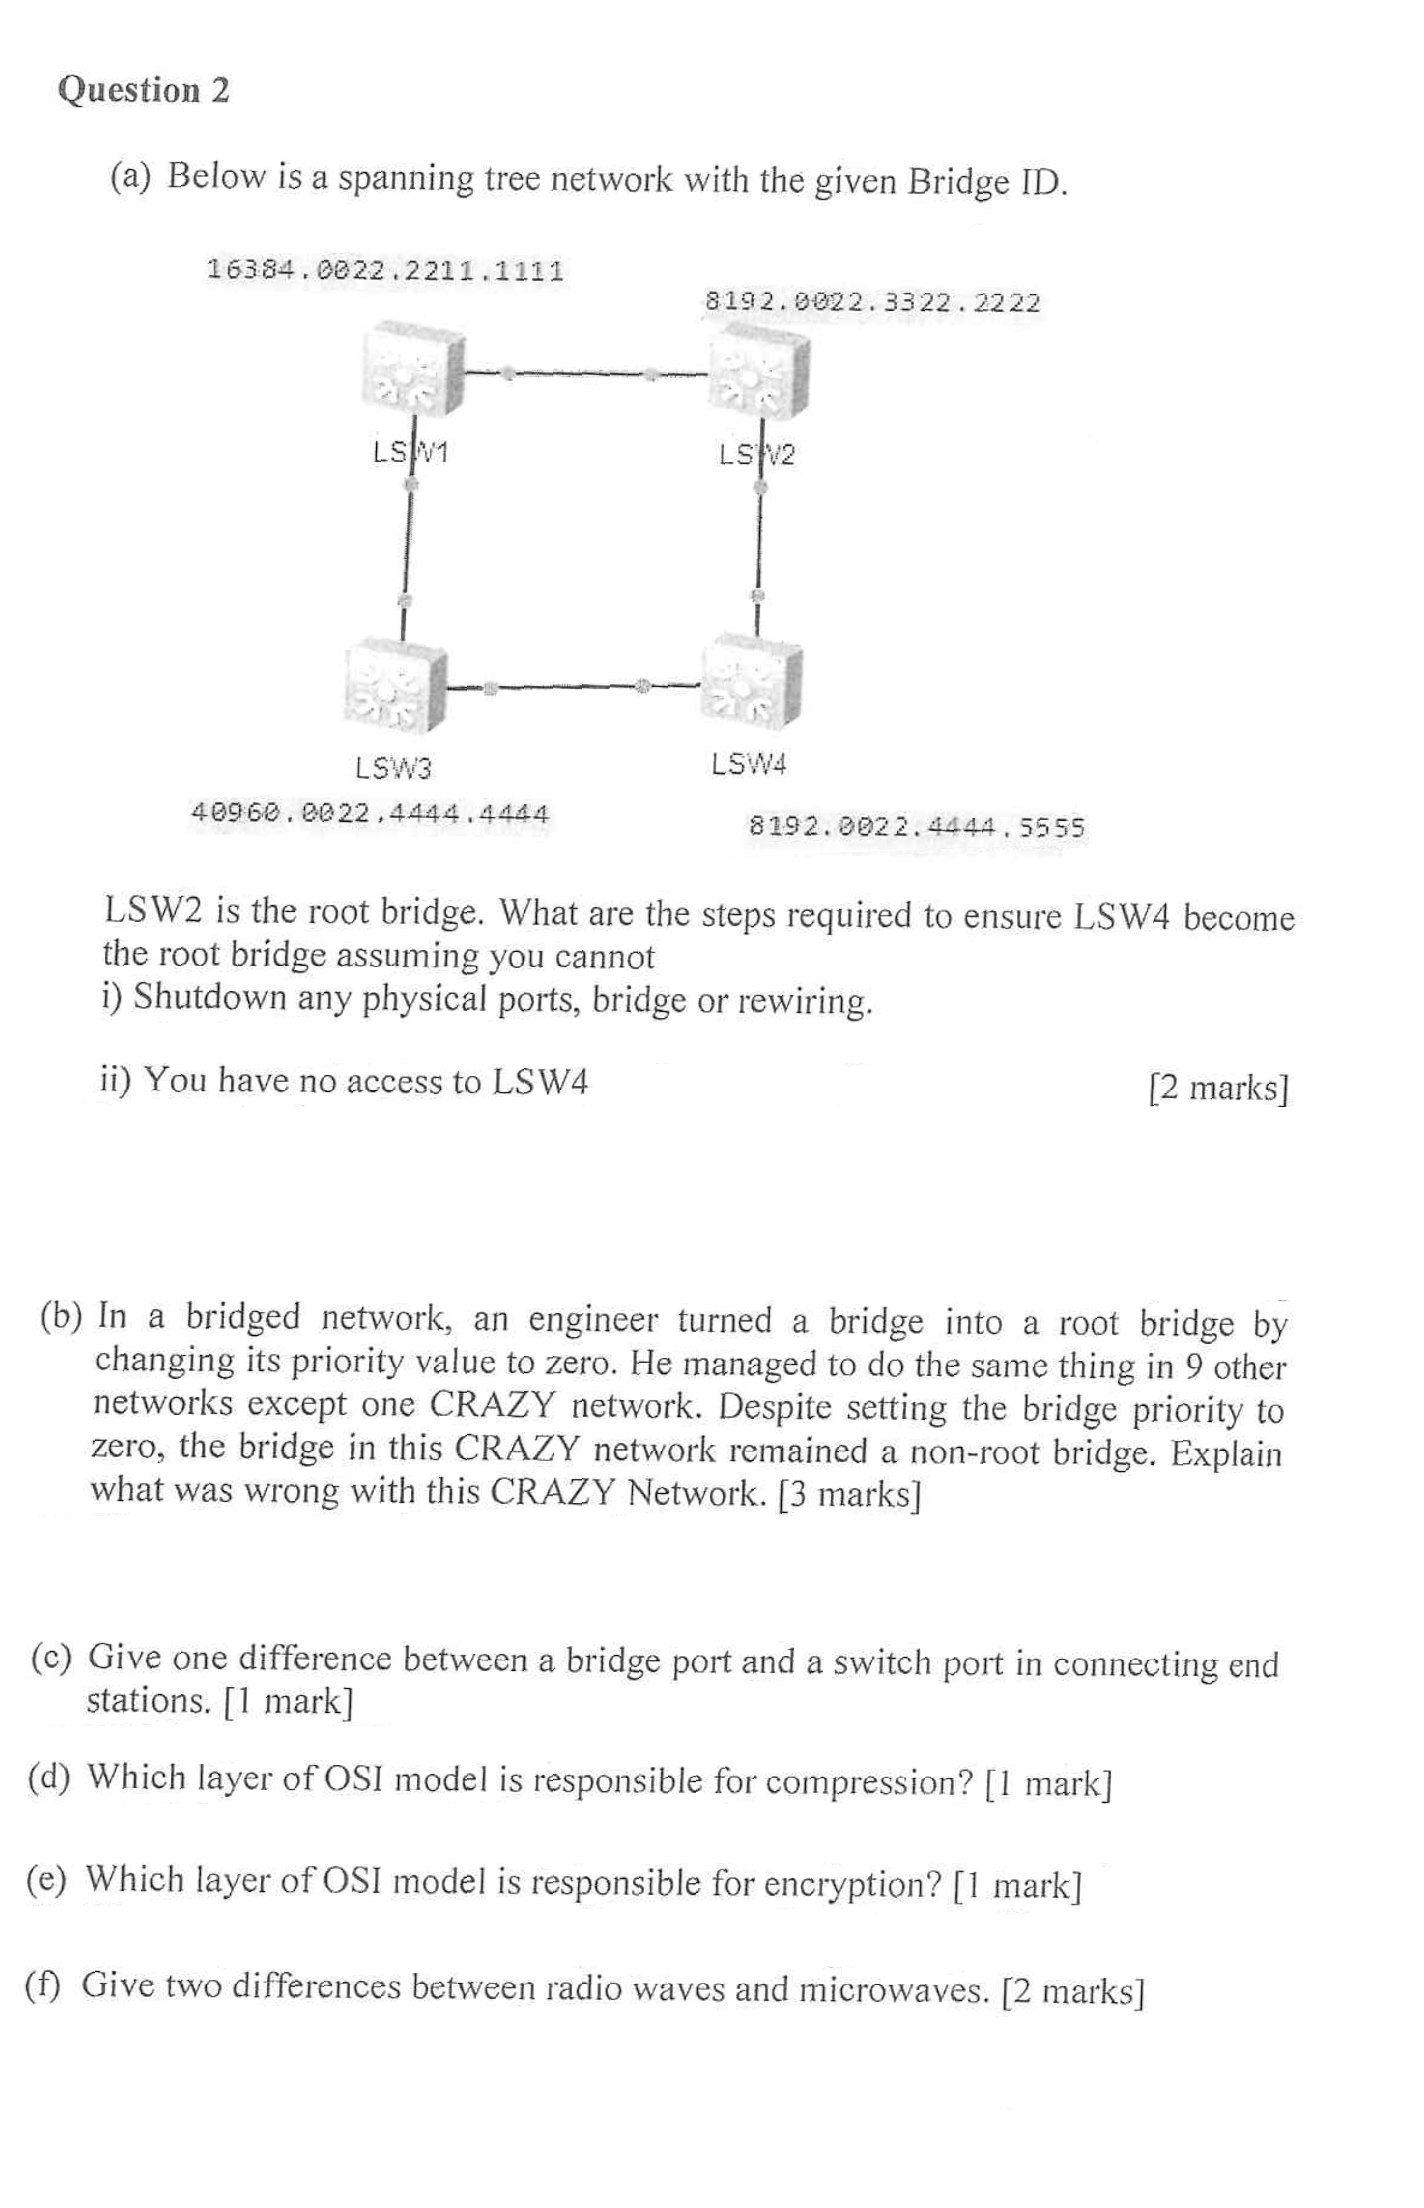 Question 2
(a) Below is a spanning tree network with the given Bridge ID.
16384.0022.2211.1111
8192.0022.3322.2222
LSW1
LSW2
LSW3
LSW4
40960.0022.4444.4444
8192.0022.4444.5555
LSW2 is the root bridge. What are the steps required to ensure LSW4 become
the root bridge assuming you cannot
i) Shutdown any physical ports, bridge or rewiring.
ii) You have no access to LSW4 [2 marks]
(b) In a bridged network, an engineer turned a bridge into a root bridge by
changing its priority value to zero. He managed to do the same thing in 9 other
networks except one CRAZY network. Despite setting the bridge priority to
zero, the bridge in this CRAZY network remained a non-root bridge. Explain
what was wrong with this CRAZY Network. [3 marks]
(c) Give one difference between a bridge port and a switch port in connecting end
stations. [1 mark]
(d) Which layer of OSI model is responsible for compression? [1 mark]
(e) Which layer of OSI model is responsible for encryption? [1 mark]
(f) Give two differences between radio waves and microwaves. [2 marks]